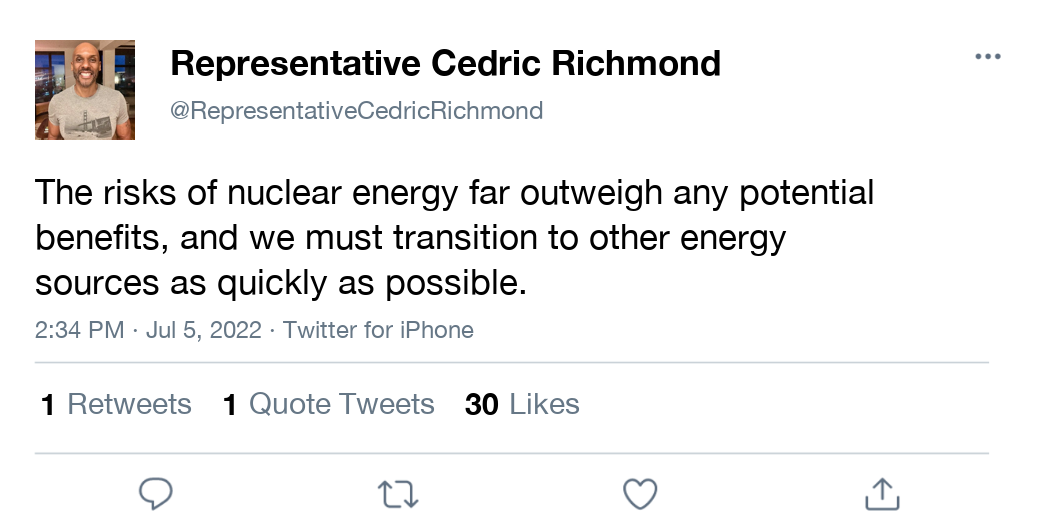 Representative Cedric Richmond
@RepresentativeCedricRichmond
The risks of nuclear energy far outweigh any potential
benefits, and we must transition to other energy
sources as quickly as possible.
2:34 PM · Jul 5, 2022 · Twitter for iPhone
1 Retweets 1 Quote Tweets 30 Likes